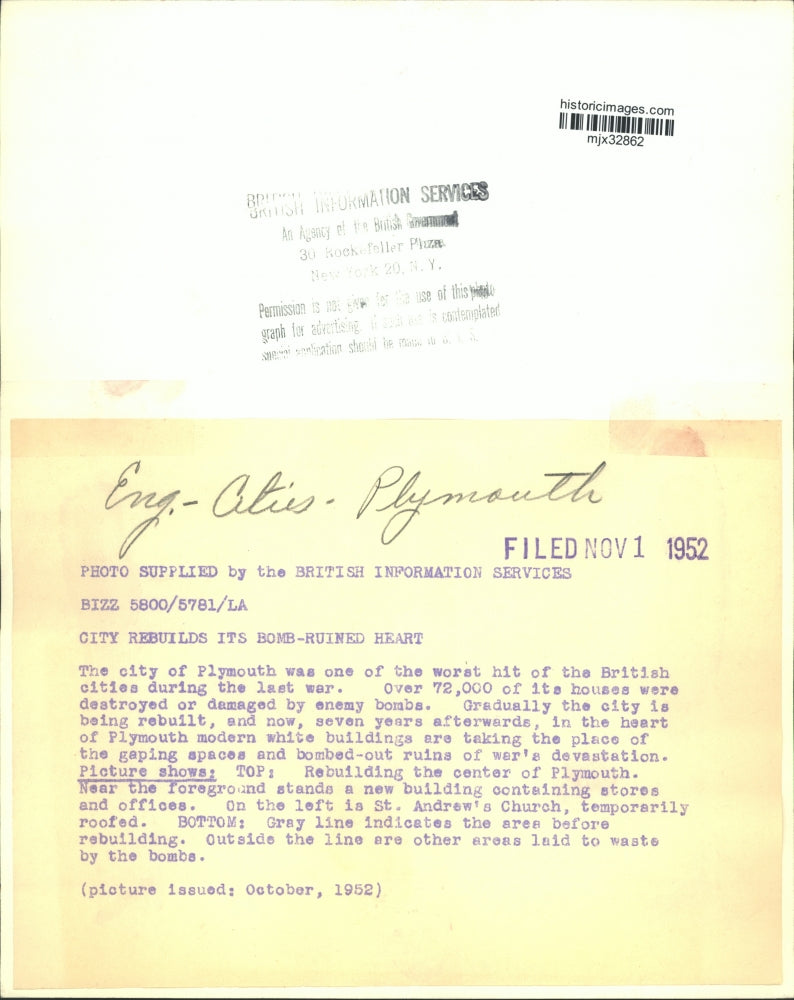 historicimages.com
mjx32862
BRITISH INFORMATION SERVICES
An Agency of the British Government
30 Rockefeller Plaza
New York 20, N.Y.
Permission is not given for the use of this photo
graph for advertising. If such use is contemplated
special application should be made to B. I. S.
Eng.- Cities - Plymouth
FILED NOV 1 1952
PHOTO SUPPLIED by the BRITISH INFORMATION SERVICES
BIZZ 5800/5781/LA
CITY REBUILDS ITS BOMB-RUINED HEART
The city of Plymouth was one of the worst hit of the British
cities during the last war. Over 72,000 of its houses were
destroyed or damaged by enemy bombs. Gradually the city is
being rebuilt, and now, seven years afterwards, in the heart
of Plymouth modern white buildings are taking the place of
the gaping spaces and bombed-out ruins of war's devastation.
Picture shows: TOP: Rebuilding the center of Plymouth.
Near the foreground stands a new building containing stores
and offices. On the left is St. Andrew's Church, temporarily
roofed. BOTTOM: Gray line indicates the area before
rebuilding. Outside the line are other areas laid to waste
by the bombs.
(picture issued: October, 1952)